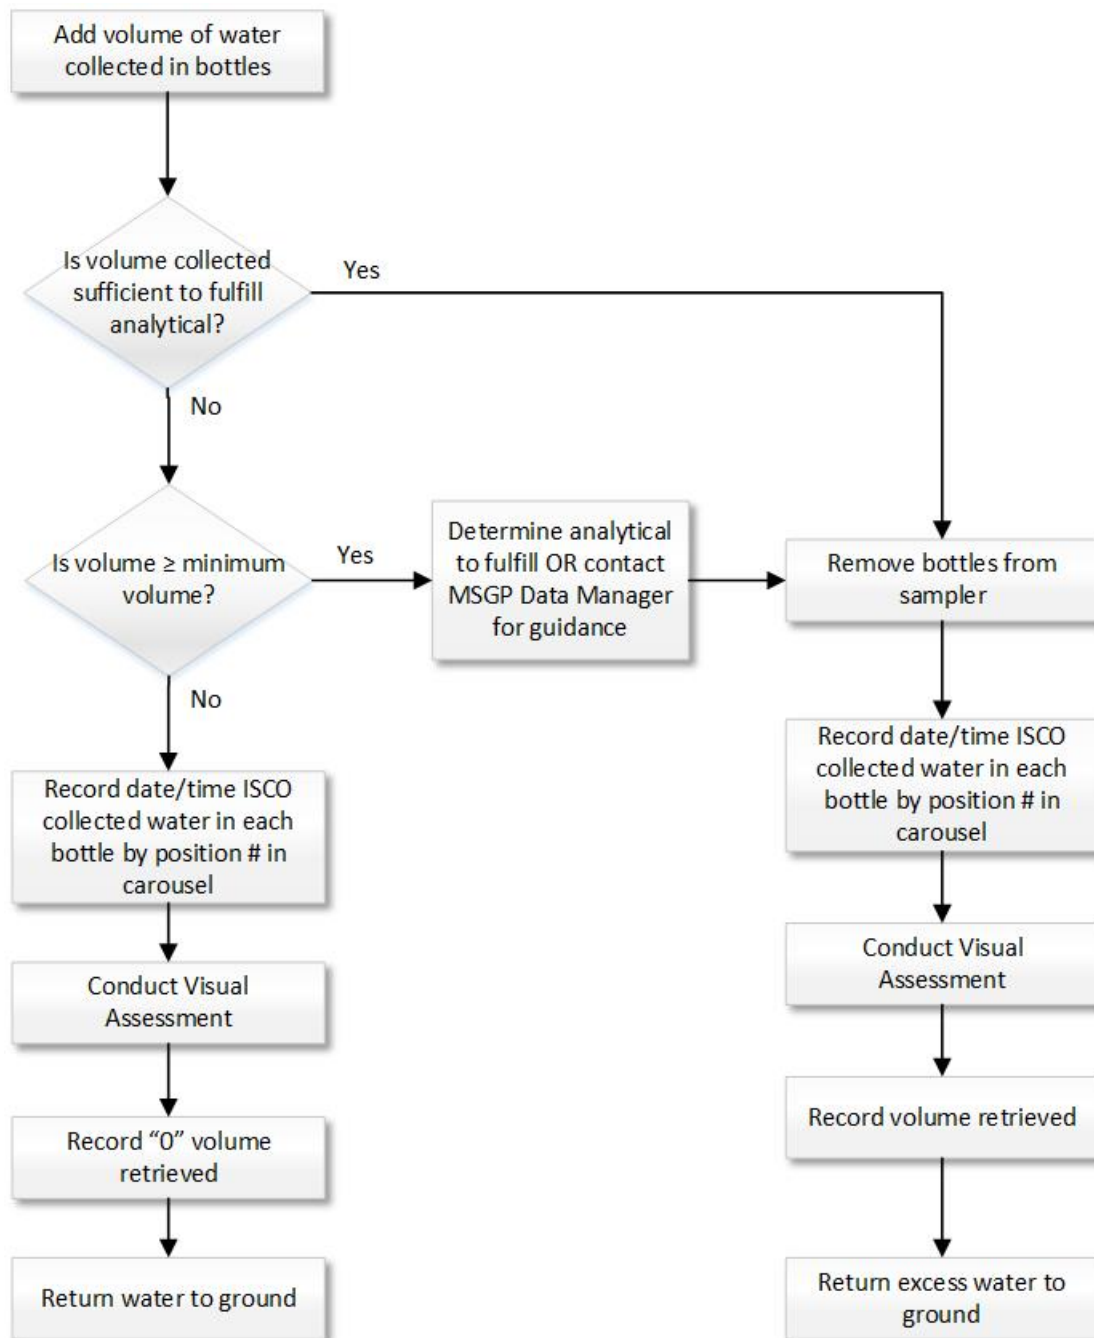 Add volume of water
collected in bottles
Is volume collected
sufficient to fulfill
analytical?
Yes
No
Is volume ≥ minimum
volume?
Yes
Determine analytical
to fulfill OR contact
MSGP Data Manager
for guidance
Remove bottles from
sampler
No
Record date/time ISCO
collected water in each
bottle by position # in
carousel
Conduct Visual
Assessment
Record “0” volume
retrieved
Return water to ground
Record date/time ISCO
collected water in each
bottle by position # in
carousel
Conduct Visual
Assessment
Record volume retrieved
Return excess water to
ground